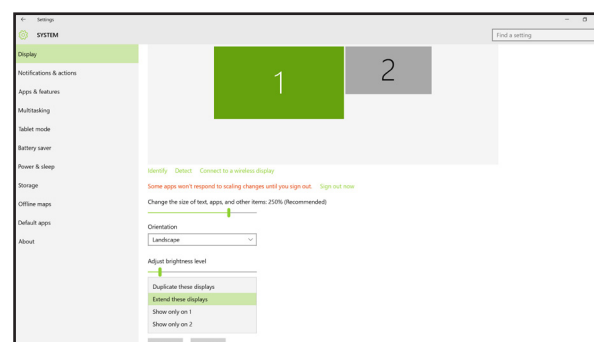 Settings
SYSTEM
Find a setting
Display
Notifications & actions
Apps & features
Multitasking
Tablet mode
Battery saver
Power & sleep
Storage
Offline maps
Default apps
About
1
2
Identify Detect Connect to a wireless display
Some apps won't respond to scaling changes until you sign out. Sign out now
Change the size of text, apps, and other items: 250% (Recommended)
Orientation
Landscape
Adjust brightness level
Duplicate these displays
Extend these displays
Show only on 1
Show only on 2